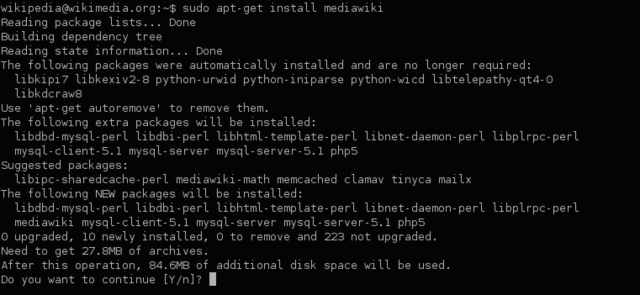 wikipedia@wikimedia.org:~$ sudo apt-get install mediawiki
Reading package lists... Done
Building dependency tree
Reading state information... Done
The following packages were automatically installed and are no longer required:
  libkipi7 libkexiv2-8 python-urwid python-iniparse python-wicd libtelepathy-qt4-0
  libkdcraw8
Use 'apt-get autoremove' to remove them.
The following extra packages will be installed:
  libdbd-mysql-perl libdbi-perl libhtml-template-perl libnet-daemon-perl libplrpc-perl
  mysql-client-5.1 mysql-server mysql-server-5.1 php5
Suggested packages:
  libipc-sharedcache-perl mediawiki-math memcached clamav tinyca mailx
The following NEW packages will be installed:
  libdbd-mysql-perl libdbi-perl libhtml-template-perl libnet-daemon-perl libplrpc-perl
  mediawiki mysql-client-5.1 mysql-server mysql-server-5.1 php5
0 upgraded, 10 newly installed, 0 to remove and 223 not upgraded.
Need to get 27.8MB of archives.
After this operation, 84.6MB of additional disk space will be used.
Do you want to continue [Y/n]?